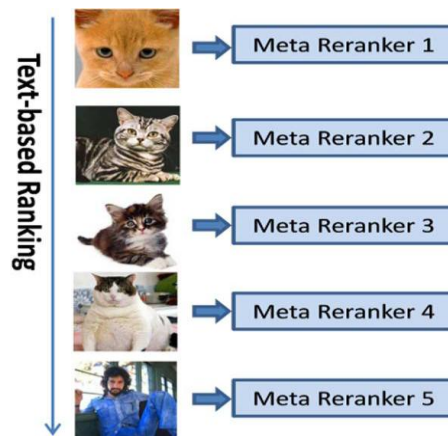 Text-based Ranking
Meta Reranker 1
Meta Reranker 2
Meta Reranker 3
Meta Reranker 4
Meta Reranker 5